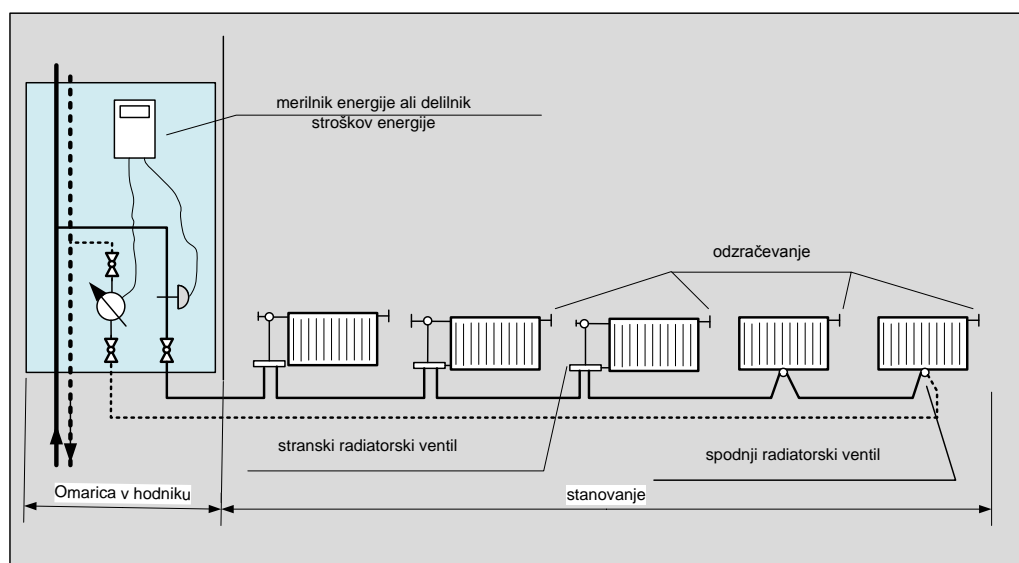 merilnik energije ali delilnik
stroškov energije
odzračevanje
stranski radiatorski ventil
spodnji radiatorski ventil
Omarica v hodniku
stanovanje